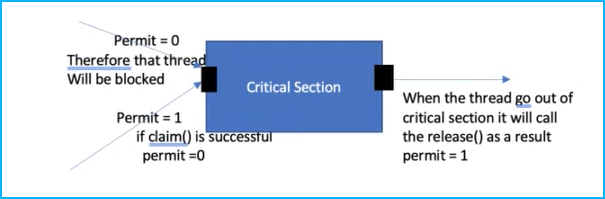 Permit = 0
Therefore that thread
Will be blocked
Critical Section
Permit = 1
if claim() is successful
permit =0
When the thread go out of
critical section it will call
the release() as a result
permit = 1